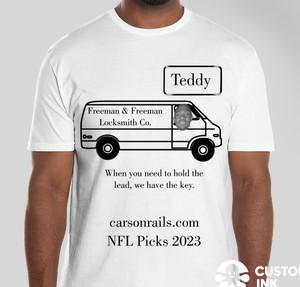 Teddy
Freeman & Freeman
Locksmith Co.
When you need to hold the
lead, we have the key.
carsonrails.com
NFL Picks 2023
CUSTO
INK